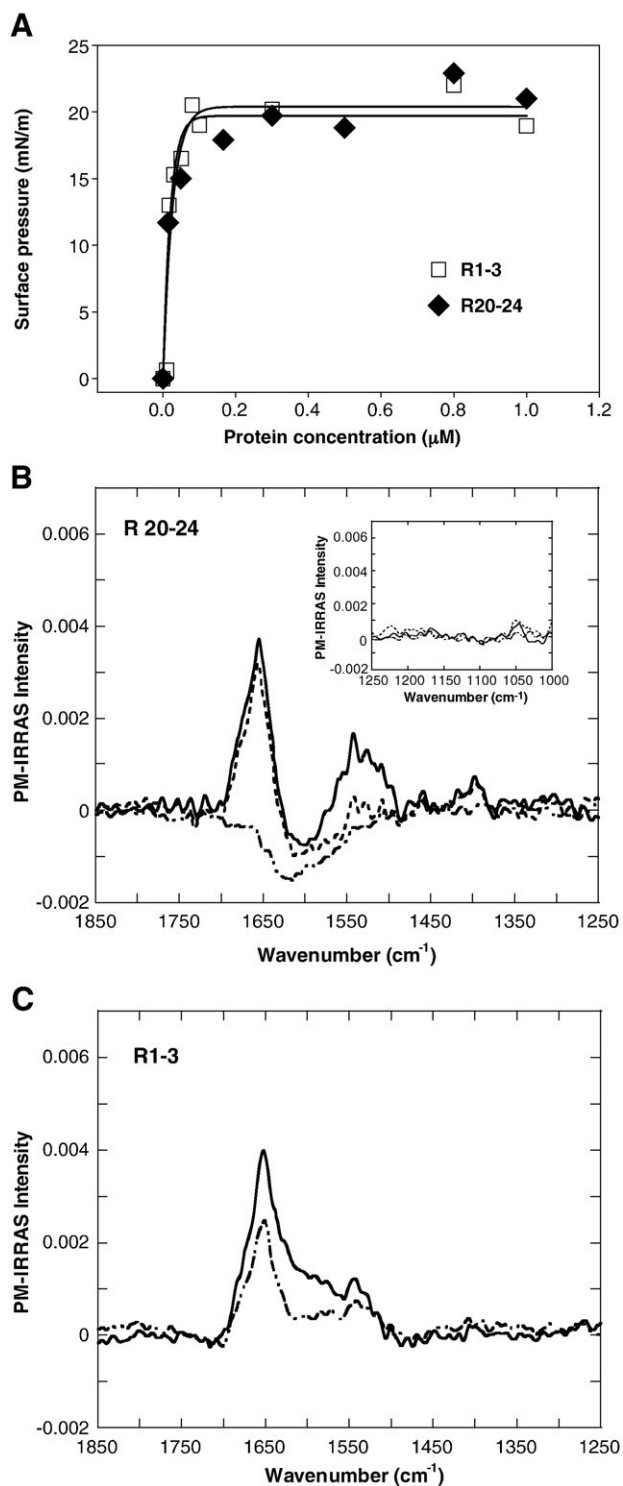 A
25
20
15
10
5
0
Surface pressure (mN/m)
R1-3
R20-24
0.0 0.2 0.4 0.6 0.8 1.0 1.2
Protein concentration (μM)
B
R 20-24
0.006
0.004
0.002
0
-0.002
PM-IRRAS Intensity
0.006
0.004
0.002
0
-0.002
PM-IRRAS Intensity
1250 1200 1150 1100 1050 1000
Wavenumber (cm-1)
1850 1750 1650 1550 1450 1350 1250
Wavenumber (cm-1)
C
R1-3
0.006
0.004
0.002
0
-0.002
PM-IRRAS Intensity
1850 1750 1650 1550 1450 1350 1250
Wavenumber (cm-1)